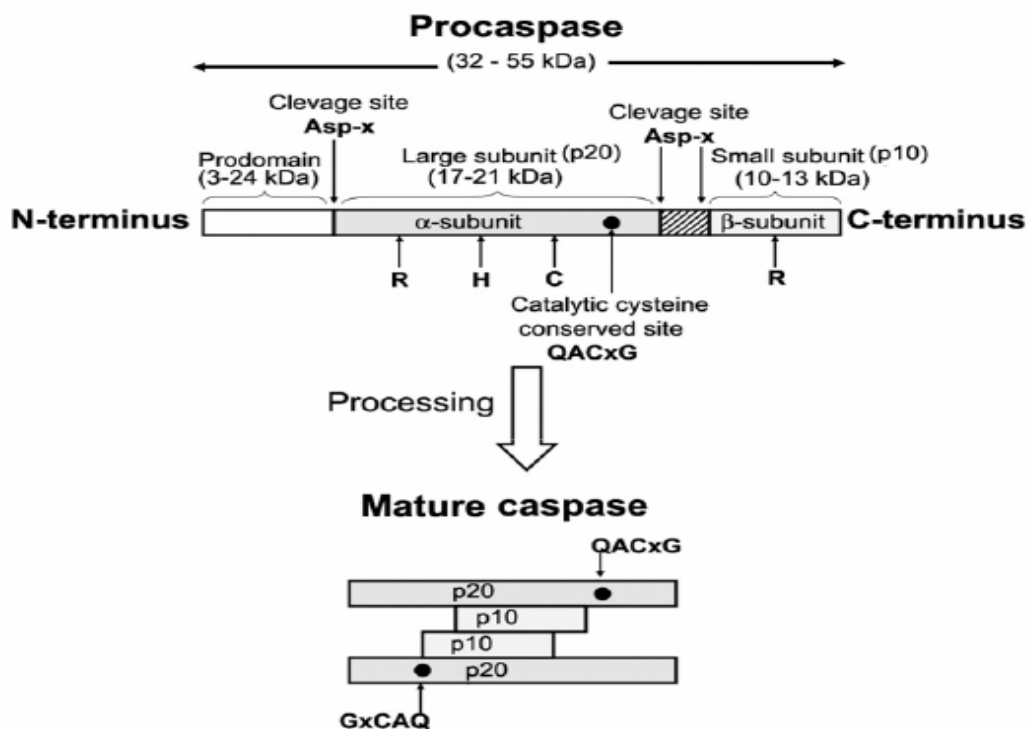 Procaspase
(32 - 55 kDa)
Clevage site
Asp-x
Clevage site
Asp-x
Prodomain
(3-24 kDa)
Large subunit (p20)
(17-21 kDa)
Small subunit (p10)
(10-13 kDa)
N-terminus
α-subunit
β-subunit
C-terminus
R
H
C
R
Catalytic cysteine
conserved site
QACxG
Processing
Mature caspase
QACxG
p20
p10
p10
p20
GxCAQ